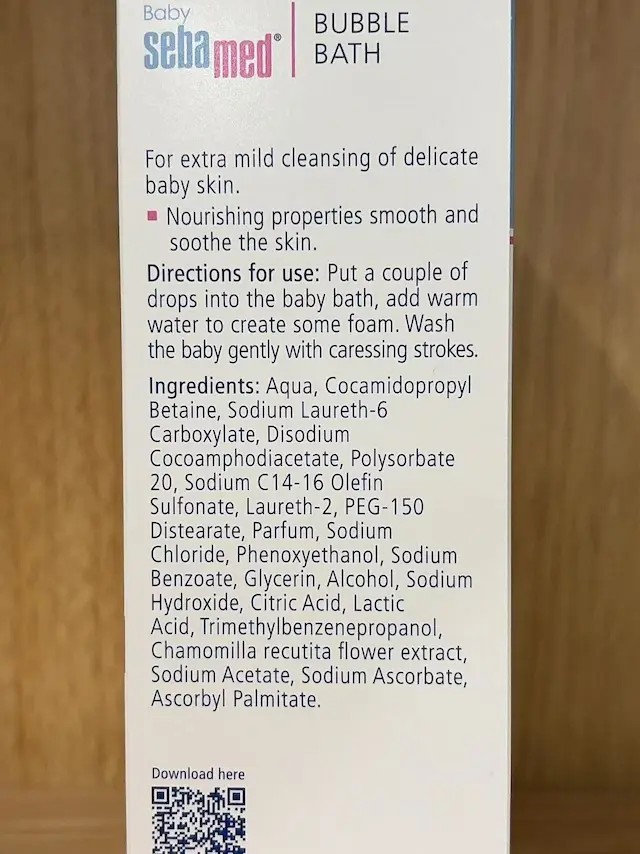 Baby
sebamed®
BUBBLE
BATH
For extra mild cleansing of delicate
baby skin.
▪ Nourishing properties smooth and
soothe the skin.
Directions for use: Put a couple of
drops into the baby bath, add warm
water to create some foam. Wash
the baby gently with caressing strokes.
Ingredients: Aqua, Cocamidopropyl
Betaine, Sodium Laureth-6
Carboxylate, Disodium
Cocoamphodiacetate, Polysorbate
20, Sodium C14-16 Olefin
Sulfonate, Laureth-2, PEG-150
Distearate, Parfum, Sodium
Chloride, Phenoxyethanol, Sodium
Benzoate, Glycerin, Alcohol, Sodium
Hydroxide, Citric Acid, Lactic
Acid, Trimethylbenzenepropanol,
Chamomilla recutita flower extract,
Sodium Acetate, Sodium Ascorbate,
Ascorbyl Palmitate.
Download here